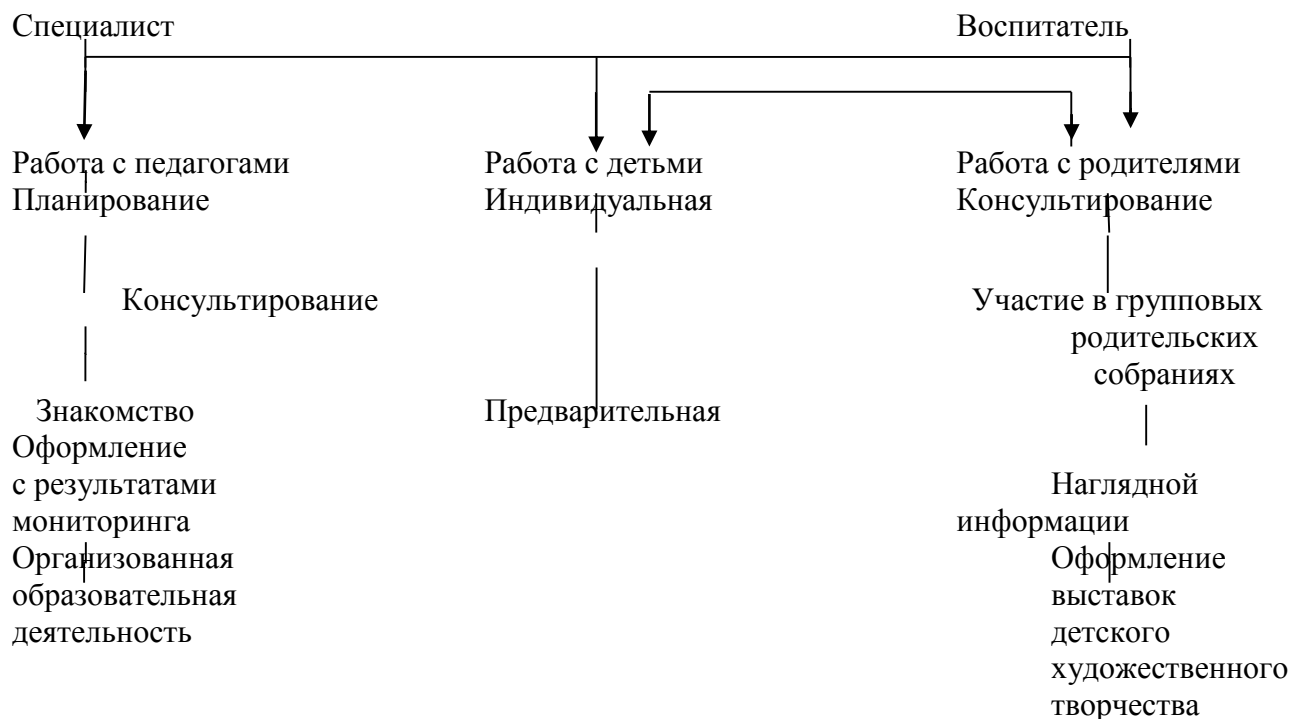 Специалист Воспитатель
Работа с педагогами Работа с детьми Работа с родителями
Планирование Индивидуальная Консультирование
Консультирование Участие в групповых
родительских
собраниях
Знакомство Предварительная
Оформление
с результатами Наглядной
мониторинга информации
Организованная Оформление
образовательная выставок
деятельность детского
художественного
творчества